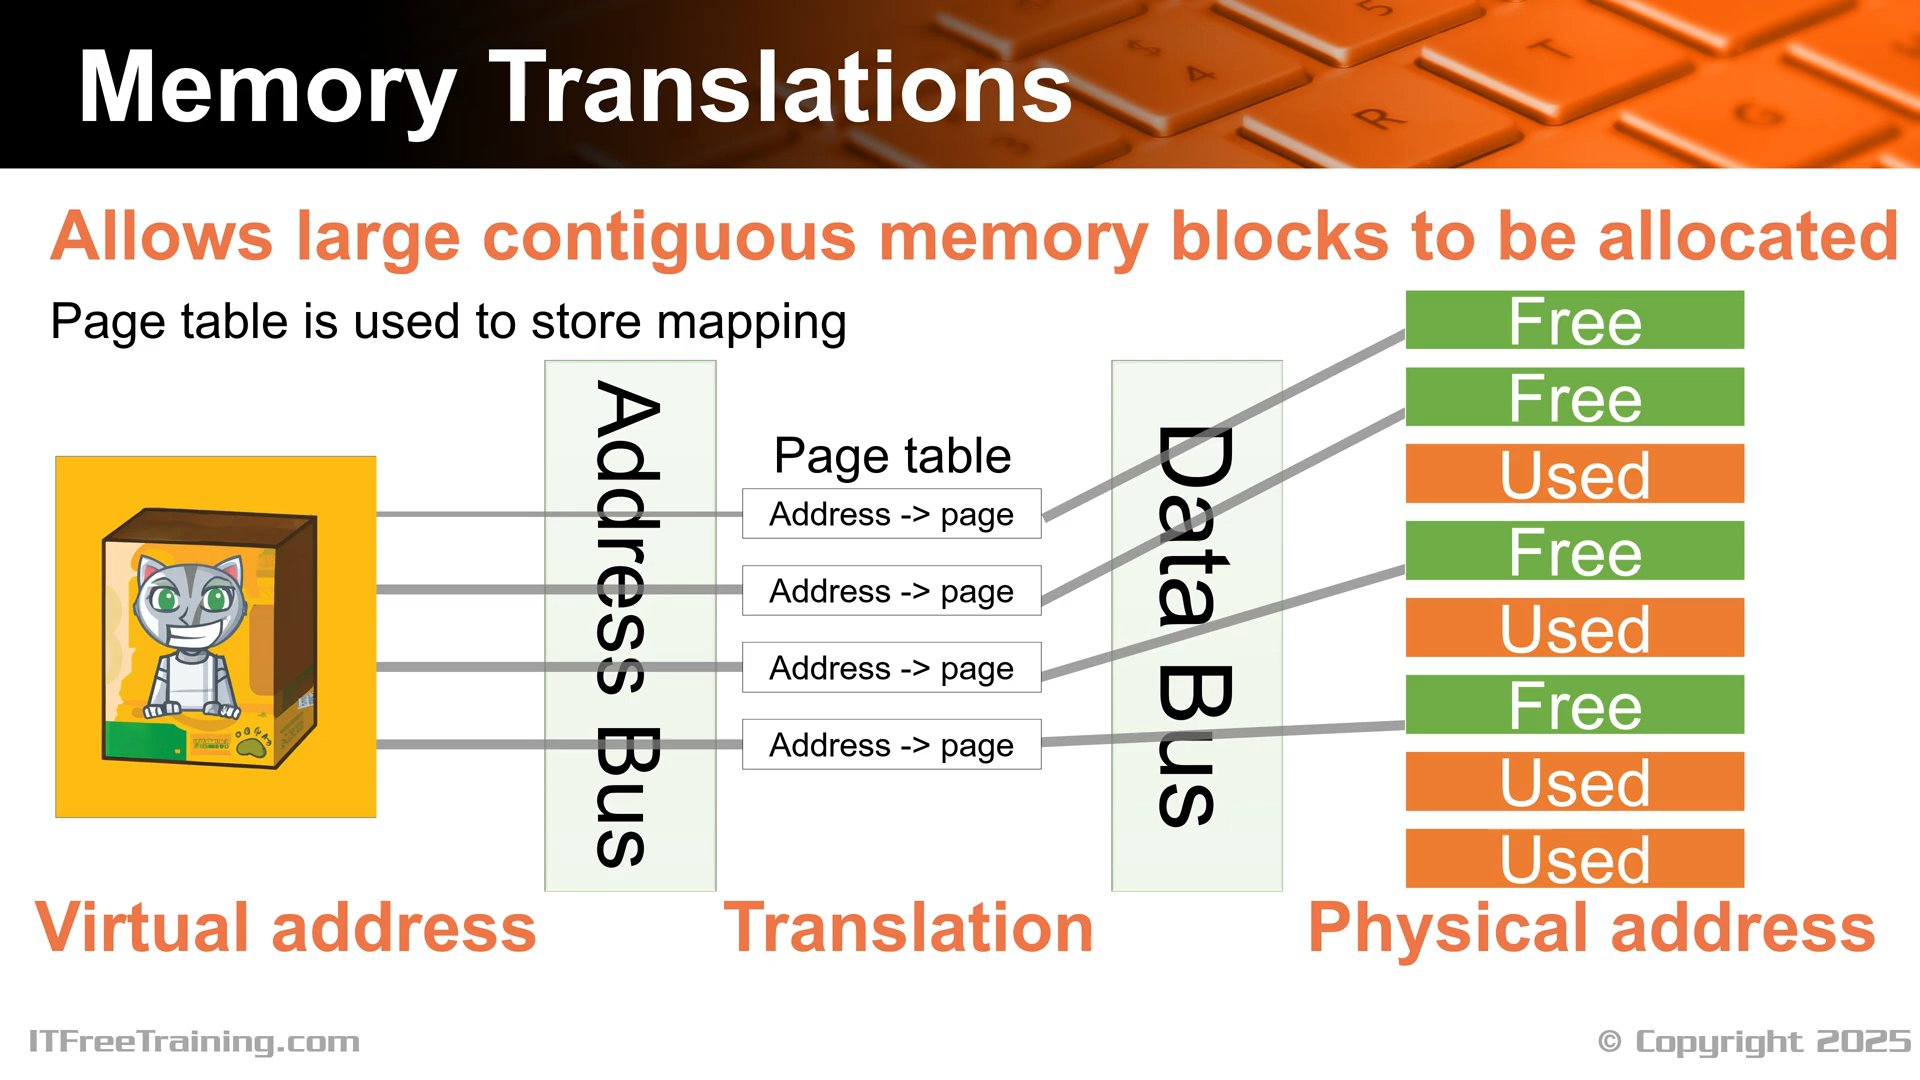 Memory Translations
Allows large contiguous memory blocks to be allocated
Page table is used to store mapping
Address Bus
Page table
Address -> page
Address -> page
Address -> page
Address -> page
Data Bus
Free
Free
Used
Free
Used
Free
Used
Used
Virtual address
Translation
Physical address
ITFreeTraining.com
© Copyright 2025